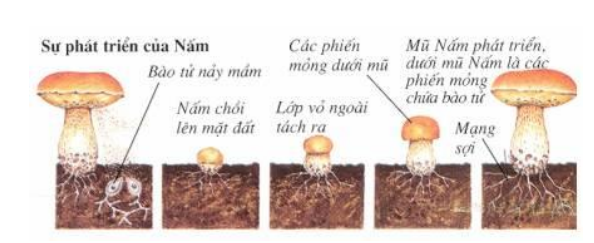 Sự phát triển của Nấm
Bào tử nảy mầm
Nấm chồi
lên mặt đất
Lớp vỏ ngoài
tách ra
Các phiến
mỏng dưới mũ
Mũ Nấm phát triển,
dưới mũ Nấm là các
phiến mỏng
chứa bào tử
Mạng
sợi